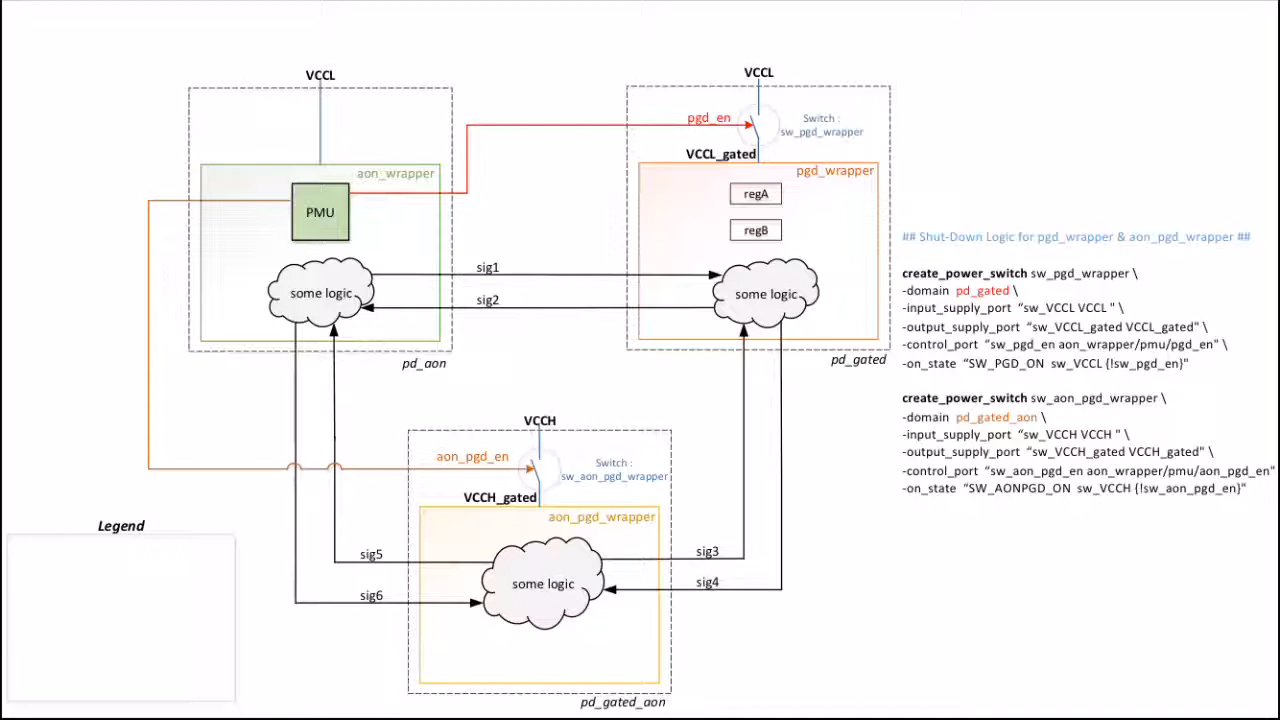 VCCL
aon_wrapper
PMU
some logic
pd_aon
pgd_en
sig1
sig2
VCCL
Switch :
sw_pgd_wrapper
VCCL_gated
pgd_wrapper
regA
regB
some logic
pd_gated
## Shut-Down Logic for pgd_wrapper & aon_pgd_wrapper ##
create_power_switch sw_pgd_wrapper \
-domain pd_gated \
-input_supply_port “sw_VCCL VCCL " \
-output_supply_port “sw_VCCL_gated VCCL_gated" \
-control_port “sw_pgd_en aon_wrapper/pmu/pgd_en" \
-on_state “SW_PGD_ON sw_VCCL {!sw_pgd_en}"
create_power_switch sw_aon_pgd_wrapper \
-domain pd_gated_aon \
-input_supply_port “sw_VCCH VCCH " \
-output_supply_port “sw_VCCH_gated VCCH_gated" \
-control_port “sw_aon_pgd_en aon_wrapper/pmu/aon_pgd_en"
-on_state “SW_AONPGD_ON sw_VCCH {!sw_aon_pgd_en}"
VCCH
aon_pgd_en
Switch :
sw_aon_pgd_wrapper
VCCH_gated
aon_pgd_wrapper
sig5
sig6
some logic
sig3
sig4
pd_gated_aon
Legend